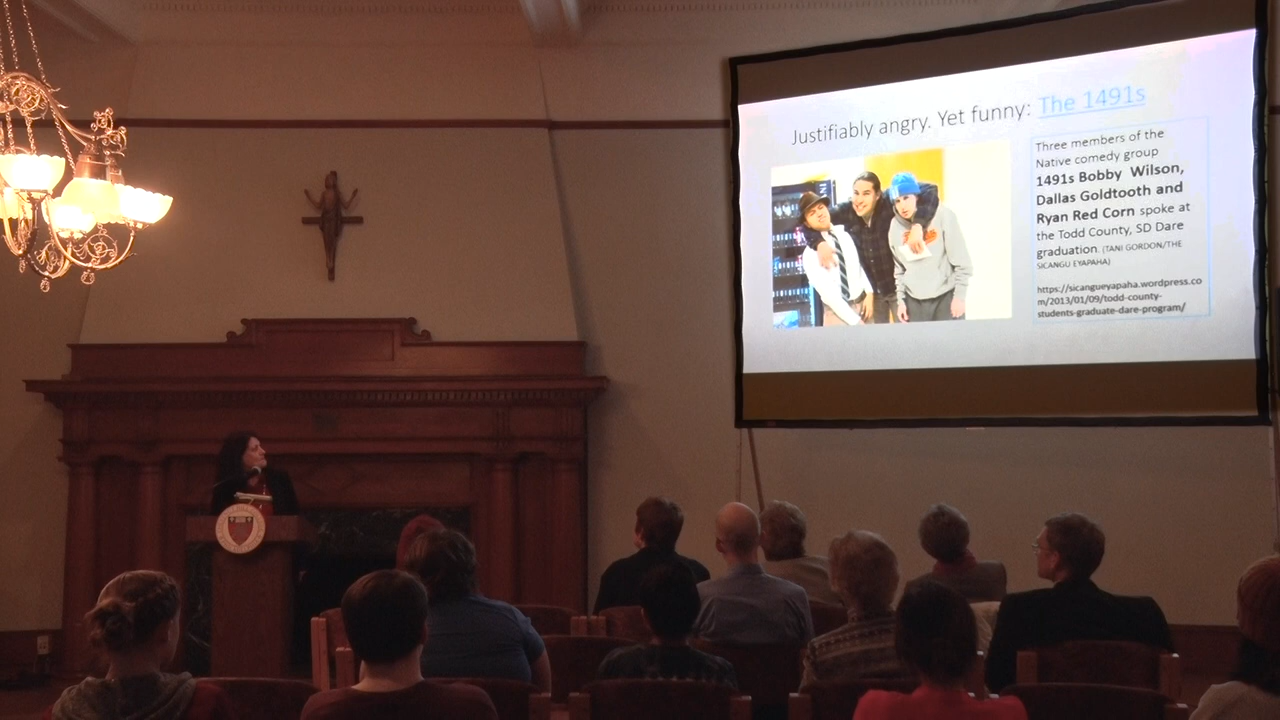 Justifiably angry. Yet funny: The 1491s
Three members of the
Native comedy group
1491s Bobby Wilson,
Dallas Goldtooth and
Ryan Red Corn spoke at
the Todd County, SD Dare
graduation. (TANI GORDON/THE
SICANGU EYAPAHA)
https://sicangueyapaha.wordpress.co
m/2013/01/09/todd-county-
students-graduate-dare-program/